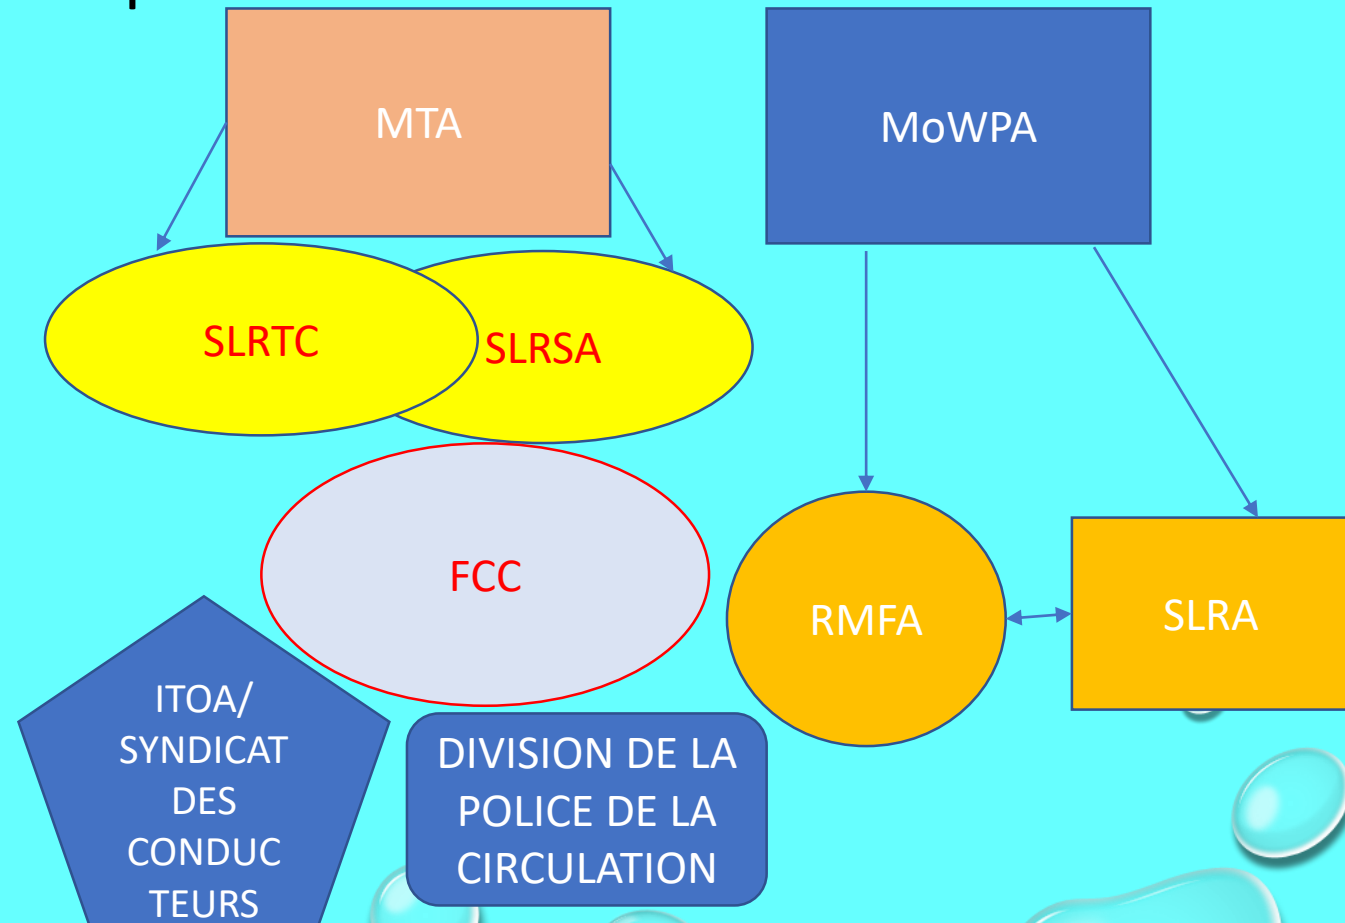 MTA
MoWPA
SLRTC
SLRSA
FCC
RMFA
SLRA
ITOA/
SYNDICAT
DES
CONDUC
TEURS
DIVISION DE LA
POLICE DE LA
CIRCULATION